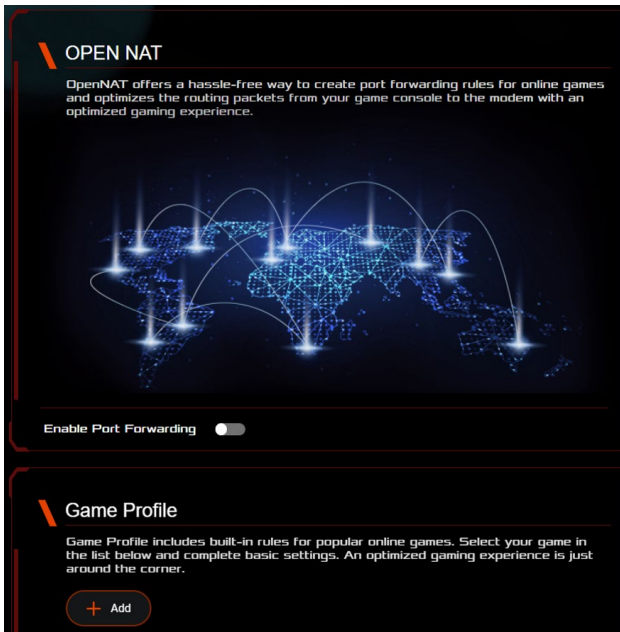 OPEN NAT
OpenNAT offers a hassle-free way to create port forwarding rules for online games
and optimizes the routing packets from your game console to the modem with an
optimized gaming experience.
Enable Port Forwarding
Game Profile
Game Profile includes built-in rules for popular online games. Select your game in
the list below and complete basic settings. An optimized gaming experience is just
around the corner.
Add